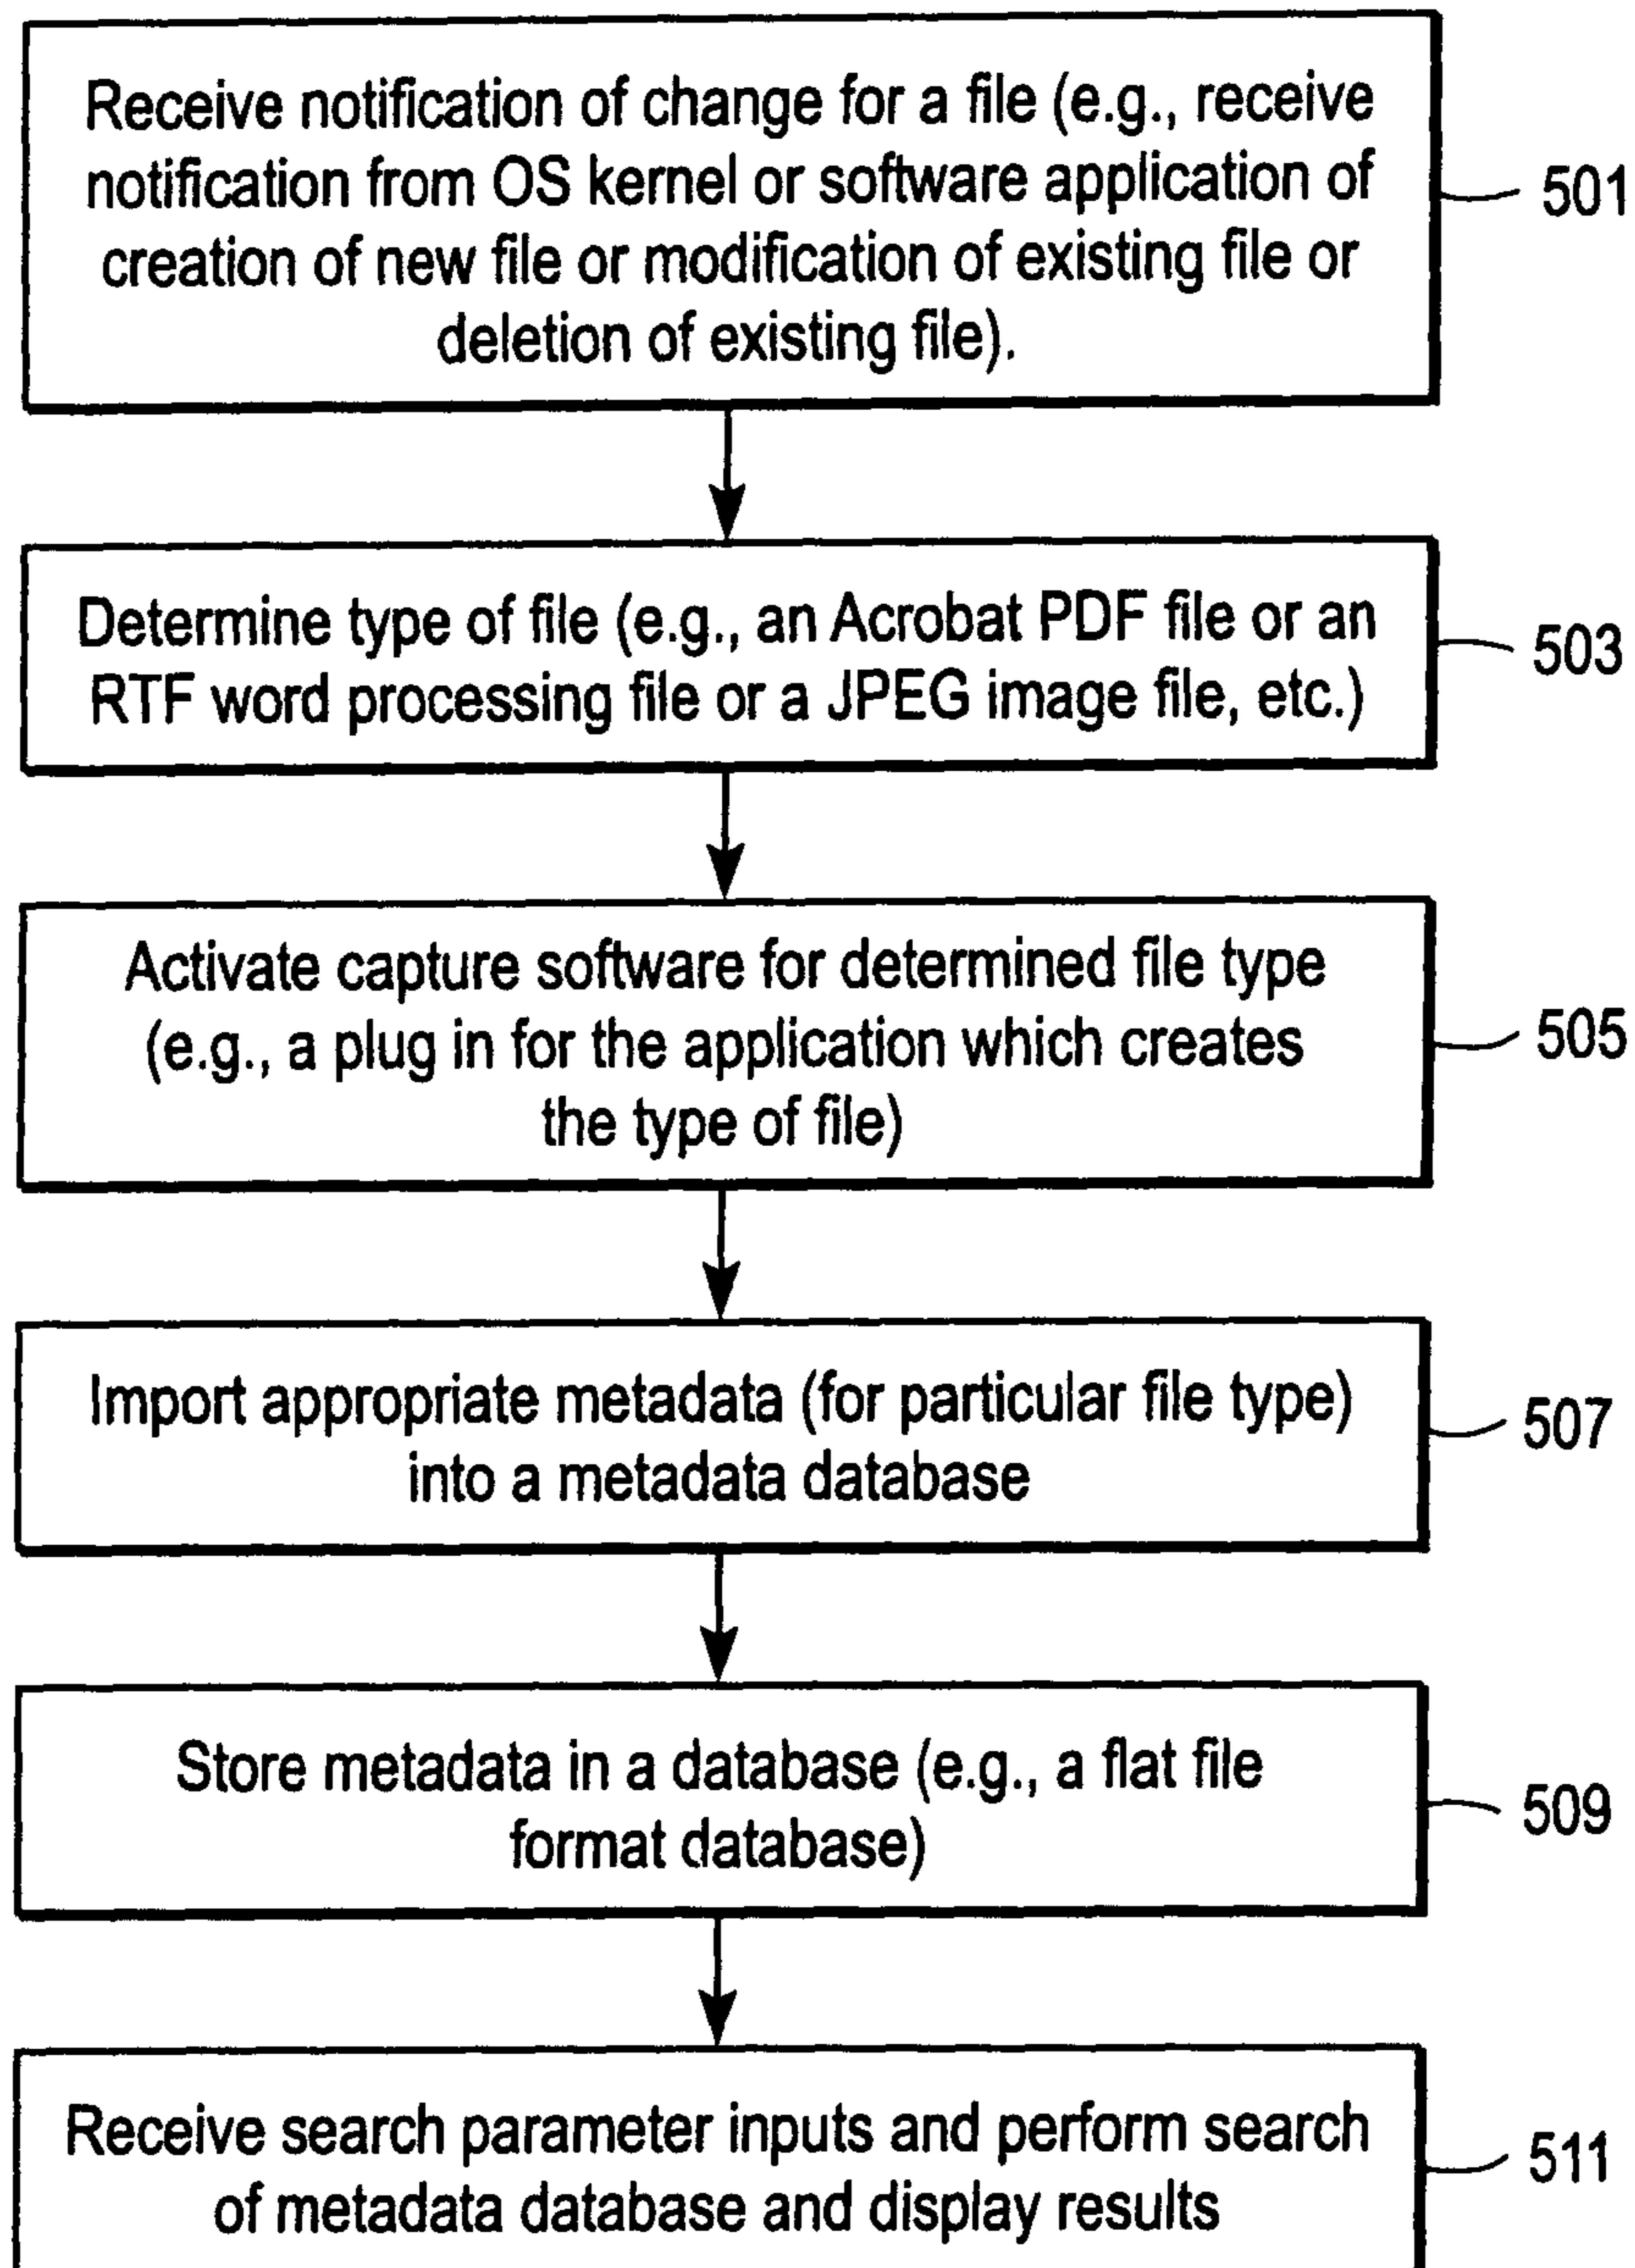 Receive notification of change for a file (e.g., receive
notification from OS kernel or software application of
creation of new file or modification of existing file or
deletion of existing file).
501
Determine type of file (e.g., an Acrobat PDF file or an
RTF word processing file or a JPEG image file, etc.)
503
Activate capture software for determined file type
(e.g., a plug in for the application which creates
the type of file)
505
Import appropriate metadata (for particular file type)
into a metadata database
507
Store metadata in a database (e.g., a flat file
format database)
509
Receive search parameter inputs and perform search
of metadata database and display results
511